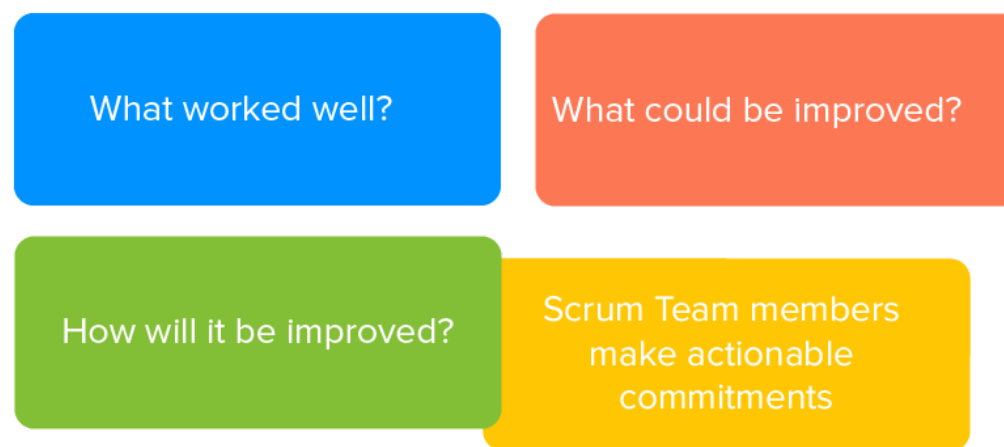 What worked well?
What could be improved?
How will it be improved?
Scrum Team members
make actionable
commitments